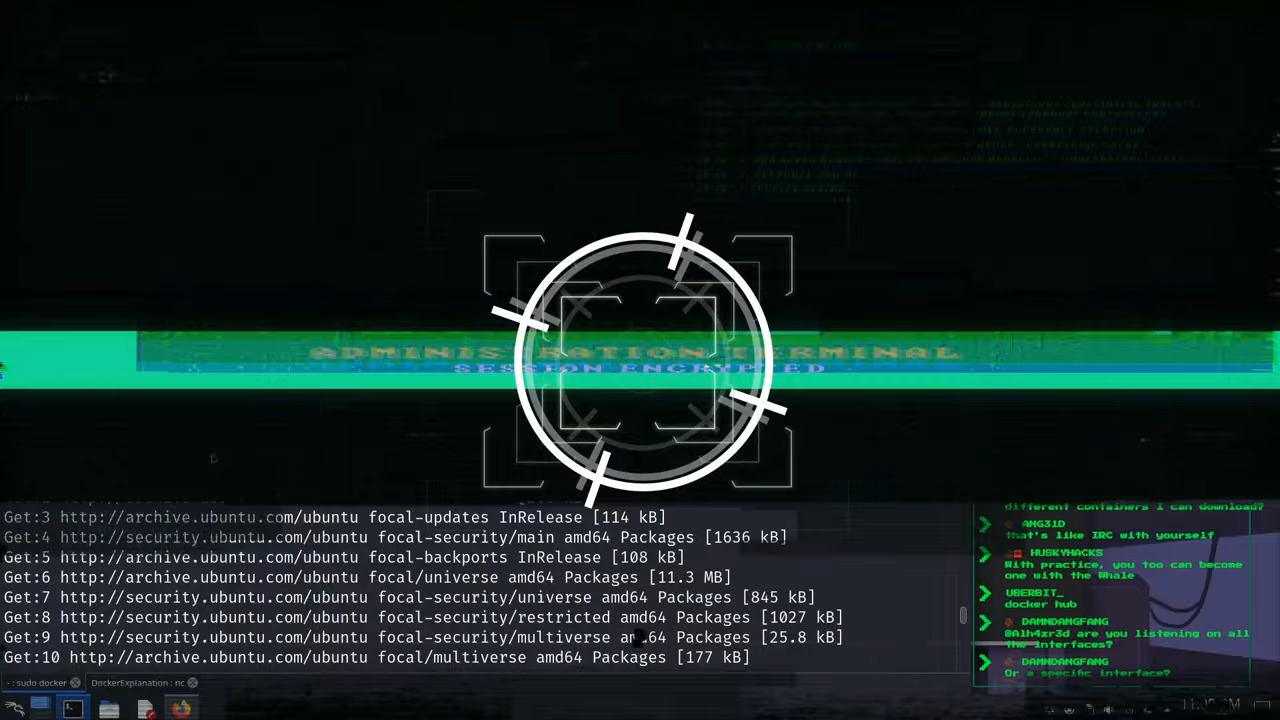 ADMINISTRATION TERMINAL
SESSION ENCRYPTED
Get:3 http://archive.ubuntu.com/ubuntu focal-updates InRelease [114 kB]
Get:4 http://security.ubuntu.com/ubuntu focal-security/main amd64 Packages [1636 kB]
Get:5 http://archive.ubuntu.com/ubuntu focal-backports InRelease [108 kB]
Get:6 http://archive.ubuntu.com/ubuntu focal/universe amd64 Packages [11.3 MB]
Get:7 http://security.ubuntu.com/ubuntu focal-security/universe amd64 Packages [845 kB]
Get:8 http://security.ubuntu.com/ubuntu focal-security/restricted amd64 Packages [1027 kB]
Get:9 http://security.ubuntu.com/ubuntu focal-security/multiverse amd64 Packages [25.8 kB]
Get:10 http://archive.ubuntu.com/ubuntu focal/multiverse amd64 Packages [177 kB]
different containers I can download?
ANG31D
that's like IRC with yourself
HUSKYHACKS
With practice, you too can become
one with the Whale
UBERBIT_
docker hub
DAMNDANGFANG
@Alh4zr3d are you listening on all
the interfaces?
DAMNDANGFANG
Or a specific interface?
- : sudo docker
DockerExplanation : nc